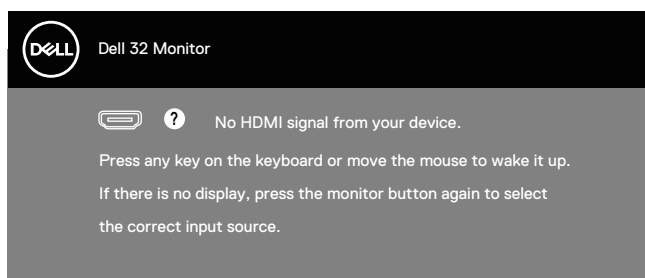 DELL
Dell 32 Monitor
? No HDMI signal from your device.
Press any key on the keyboard or move the mouse to wake it up.
If there is no display, press the monitor button again to select
the correct input source.